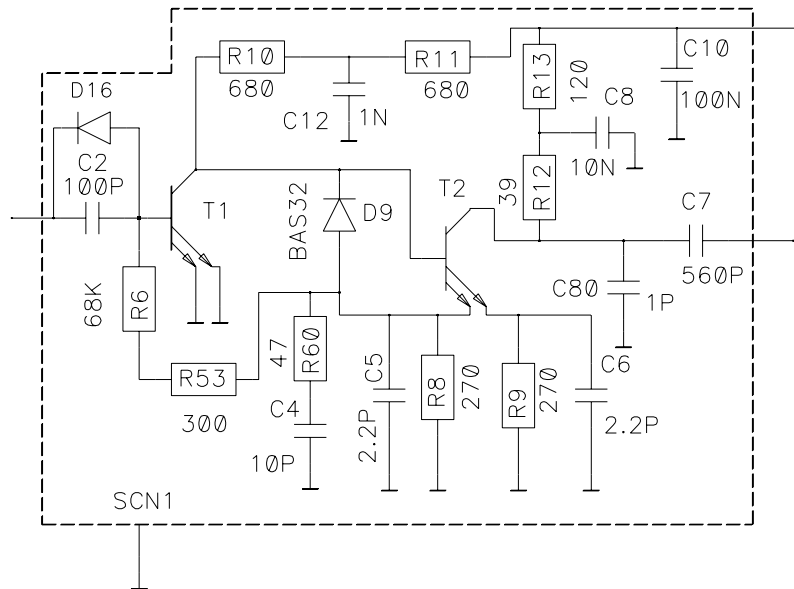 R10
680
R11
680
C12
1N
R13
120
C10
100N
C8
10N
D16
C2
100P
T1
BAS32
D9
T2
39
R12
C7
560P
C80
1P
68K
R6
R53
300
47
R60
C4
10P
C5
2.2P
R8
270
R9
270
C6
2.2P
SCN1